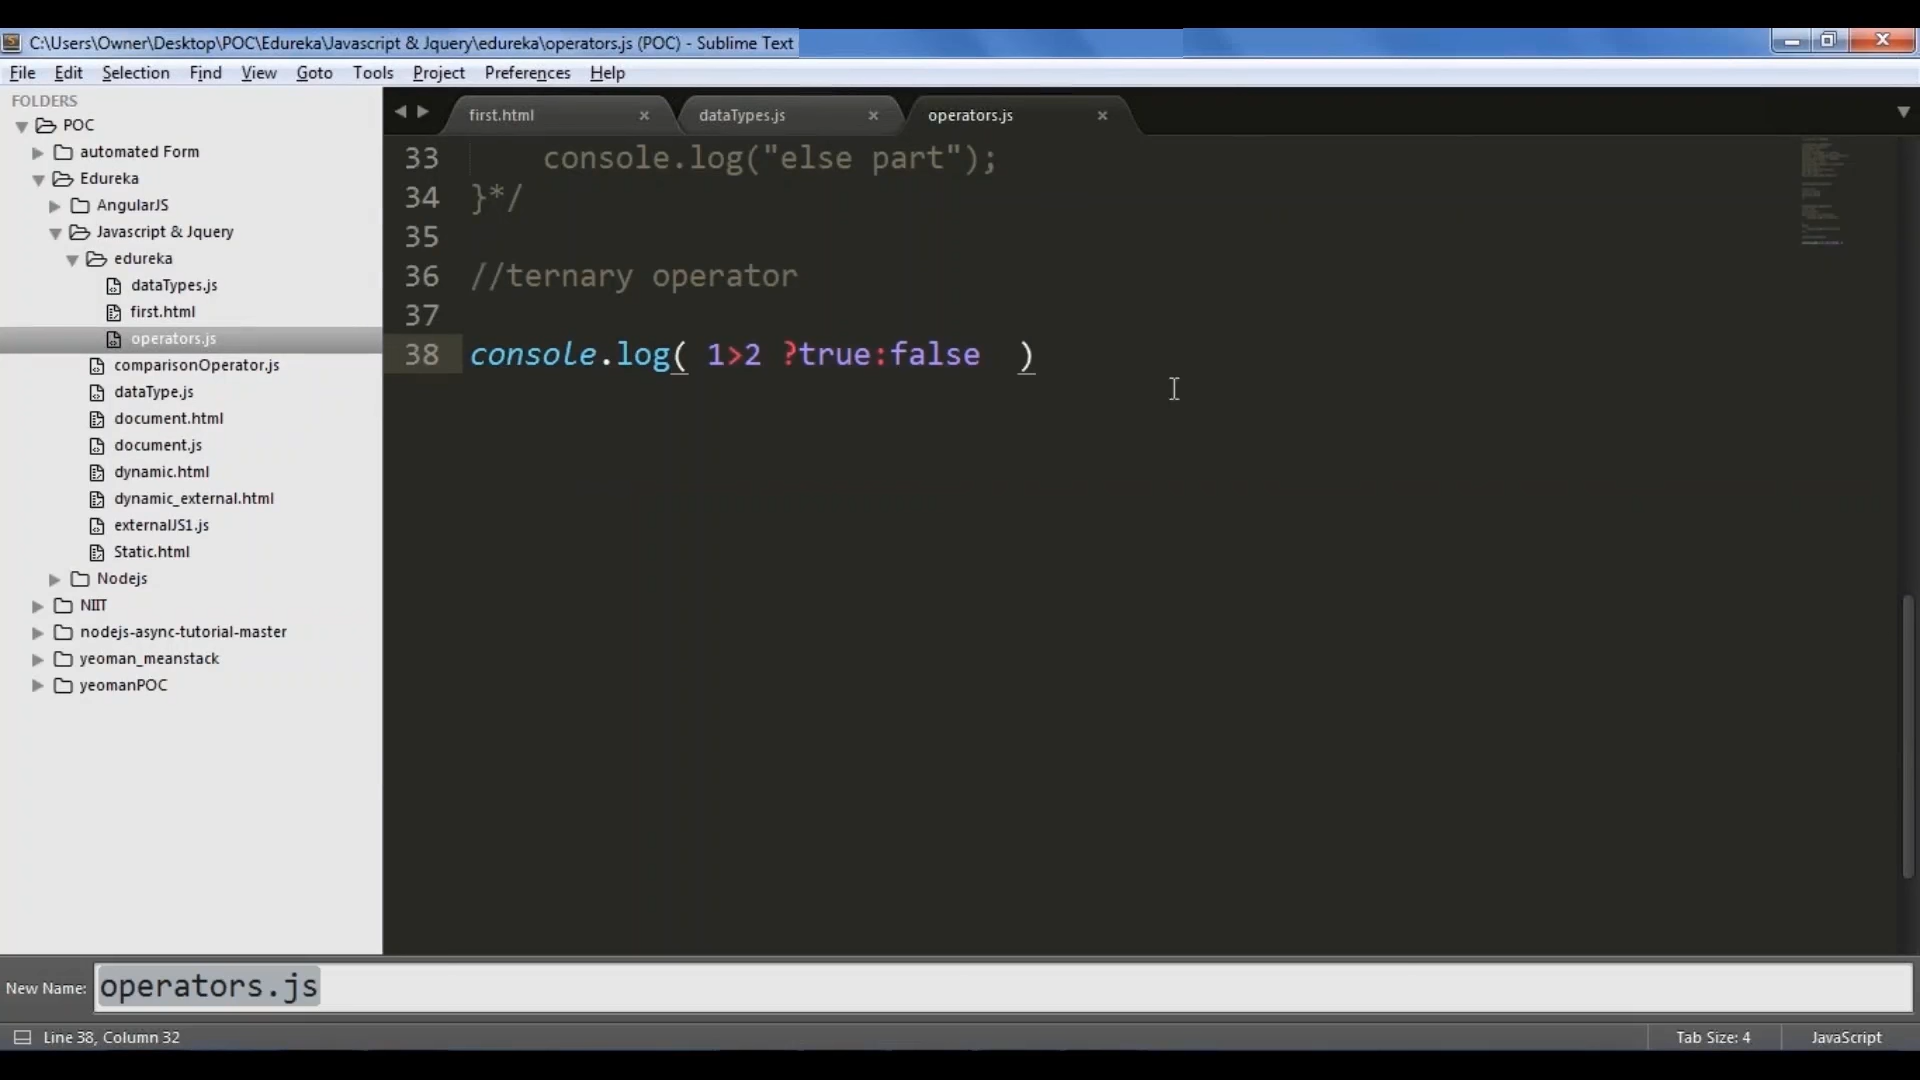 C:\Users\Owner\Desktop\POC\Edureka\Javascript & Jquery\edureka\operators.js (POC) - Sublime Text
File Edit Selection Find View Goto Tools Project Preferences Help
FOLDERS
POC
automated Form
Edureka
AngularJS
Javascript & Jquery
edureka
dataTypes.js
first.html
operators.js
comparisonOperator.js
dataType.js
document.html
document.js
dynamic.html
dynamic_external.html
externalJS1.js
Static.html
Nodejs
NIIT
nodejs-async-tutorial-master
yeoman_meanstack
yeomanPOC
first.html dataTypes.js operators.js
33 console.log("else part");
34 }*/
35
36 //ternary operator
37
38 console.log( 1>2 ?true:false )
New Name: operators.js
Line 38, Column 32 Tab Size: 4 JavaScript